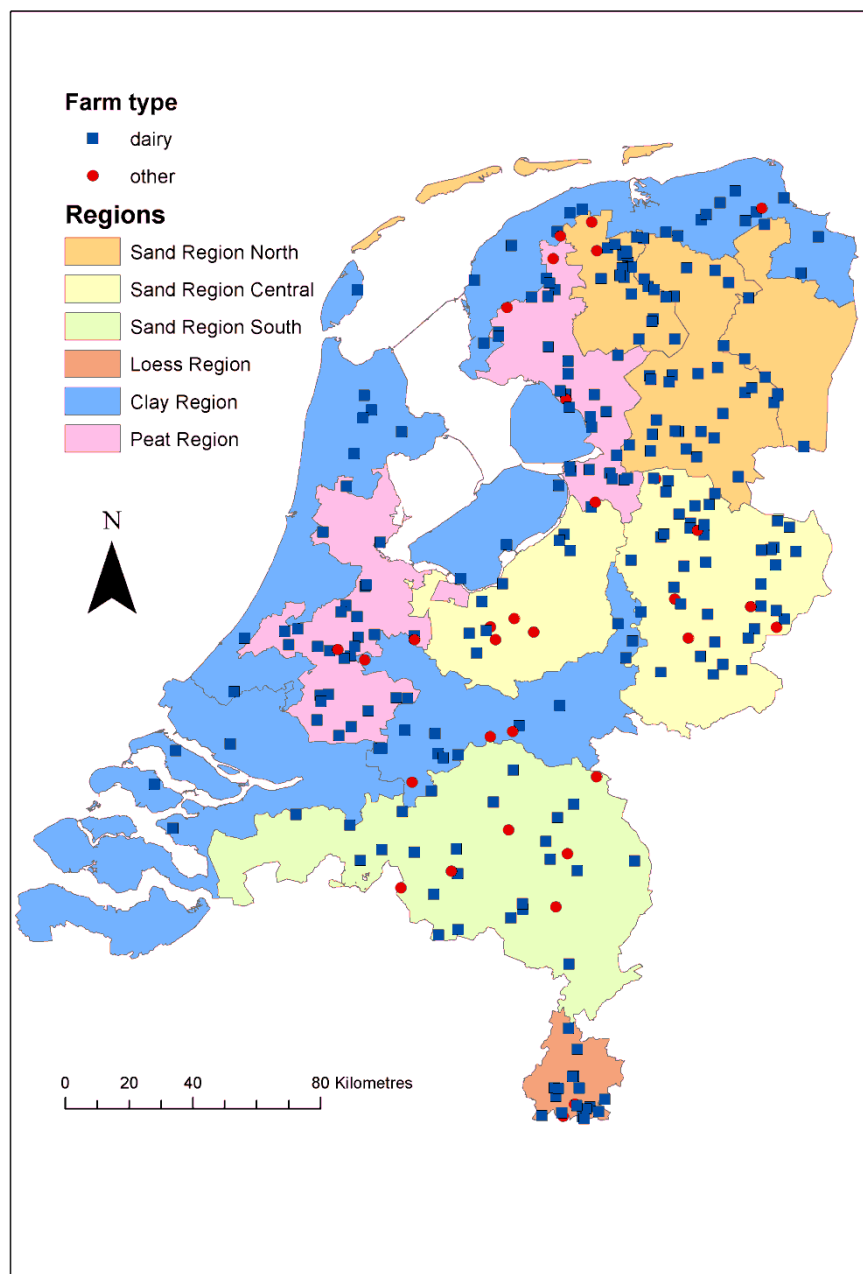 Farm type
dairy
other
Regions
Sand Region North
Sand Region Central
Sand Region South
Loess Region
Clay Region
Peat Region
N
0 20 40 80 Kilometres